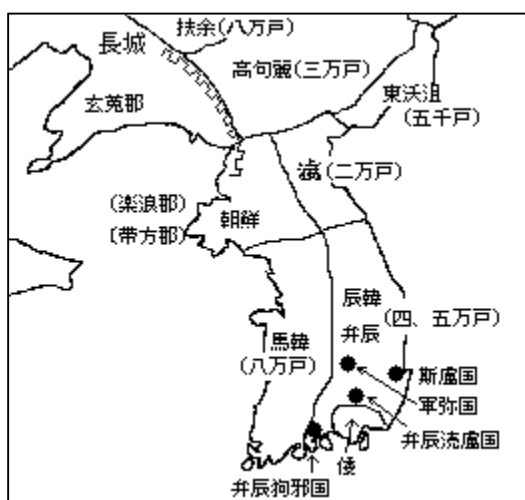 扶余(八万戸)
長城
高句麗(三万戸)
東沃沮
(五千戸)
玄菟郡
濊(二万戸)
(楽浪郡)
朝鮮
(帯方郡)
辰韓
(四、五万戸)
弁辰
馬韓
(八万戸)
斯盧国
軍弥国
弁辰涜盧国
倭
弁辰狗邪国